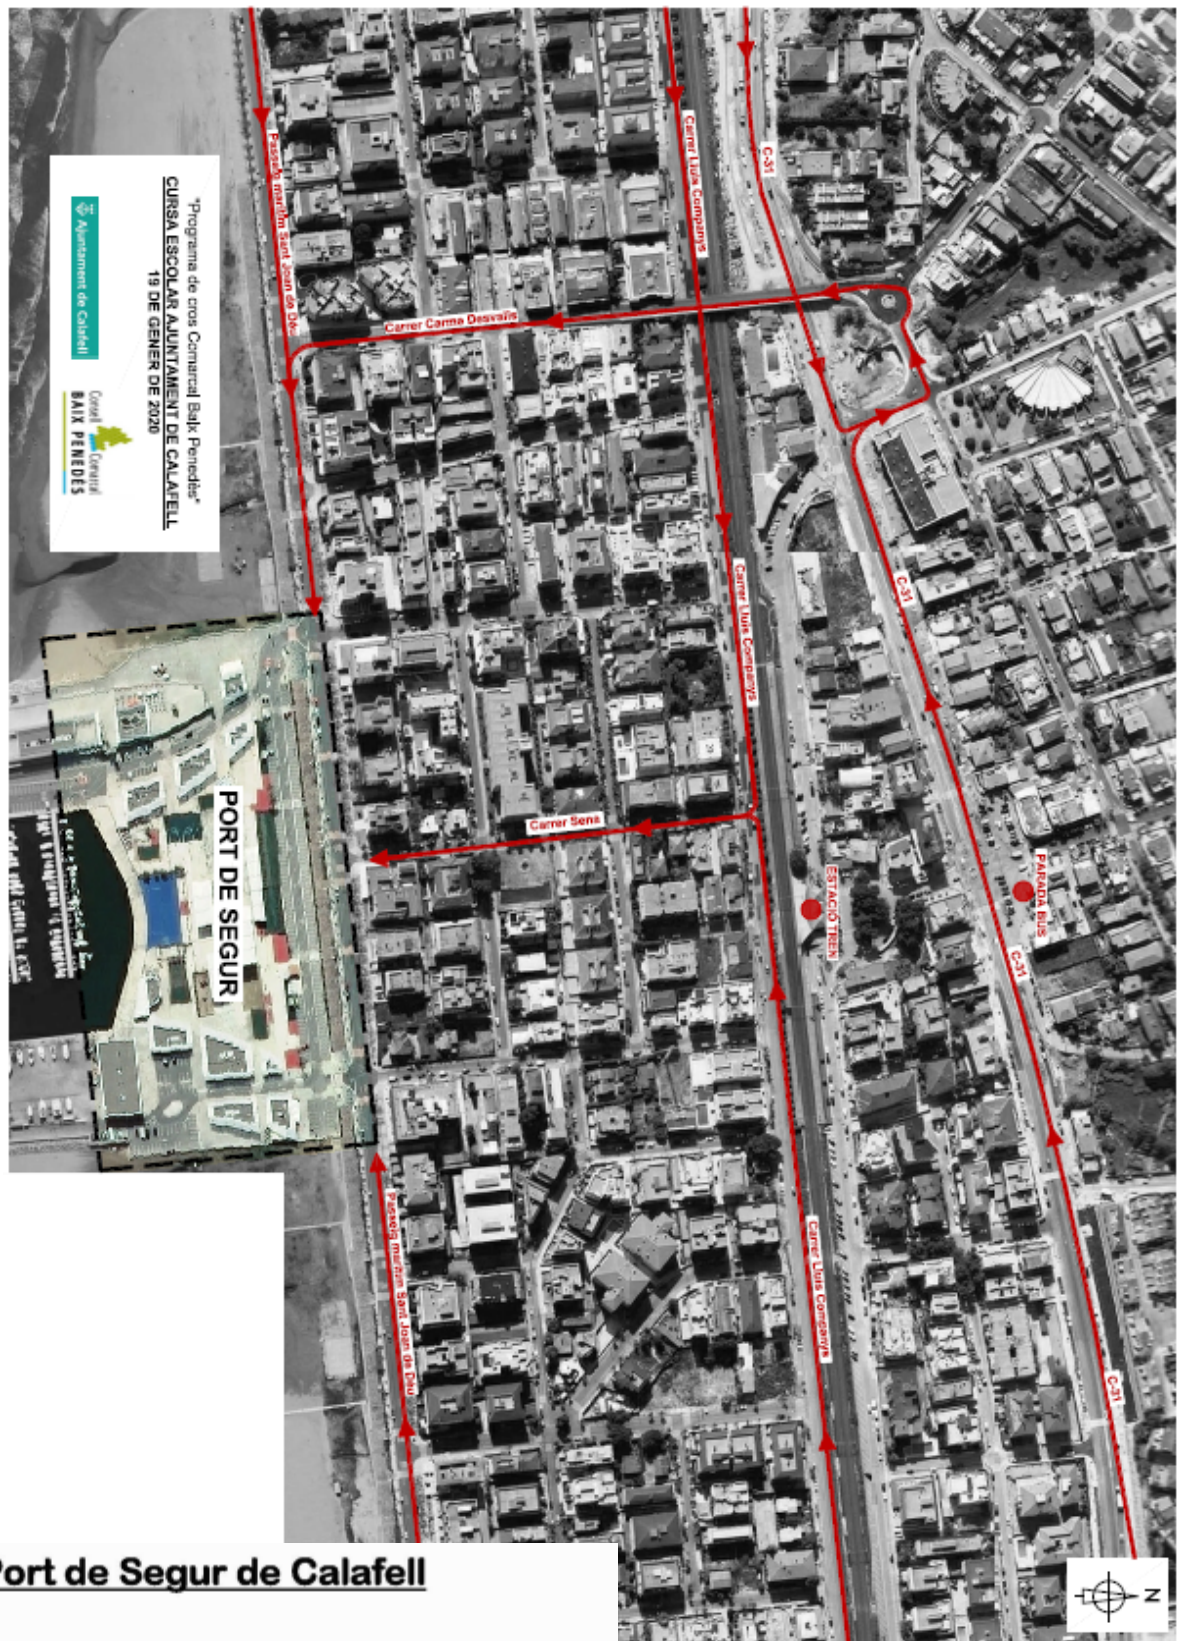 "Programa de cros Comarcal Baix Penedès"
CURSA ESCOLAR AJUNTAMENT DE CALAFELL
19 DE GENER DE 2020
Ajuntament de Calafell
Consell Comarcal
BAIX PENEDÈS
Passeig marítim Sant Joan de Déu
Carrer Lluís Companys
C-31
Carrer Carme Desvalls
C-31
Carrer Lluís Companys
Carrer Sena
ESTACIÓ TREN
PARADA BUS
C-31
PORT DE SEGUR
Passeig marítim Sant Joan de Déu
Carrer Lluís Companys
C-31
N
Port de Segur de Calafell